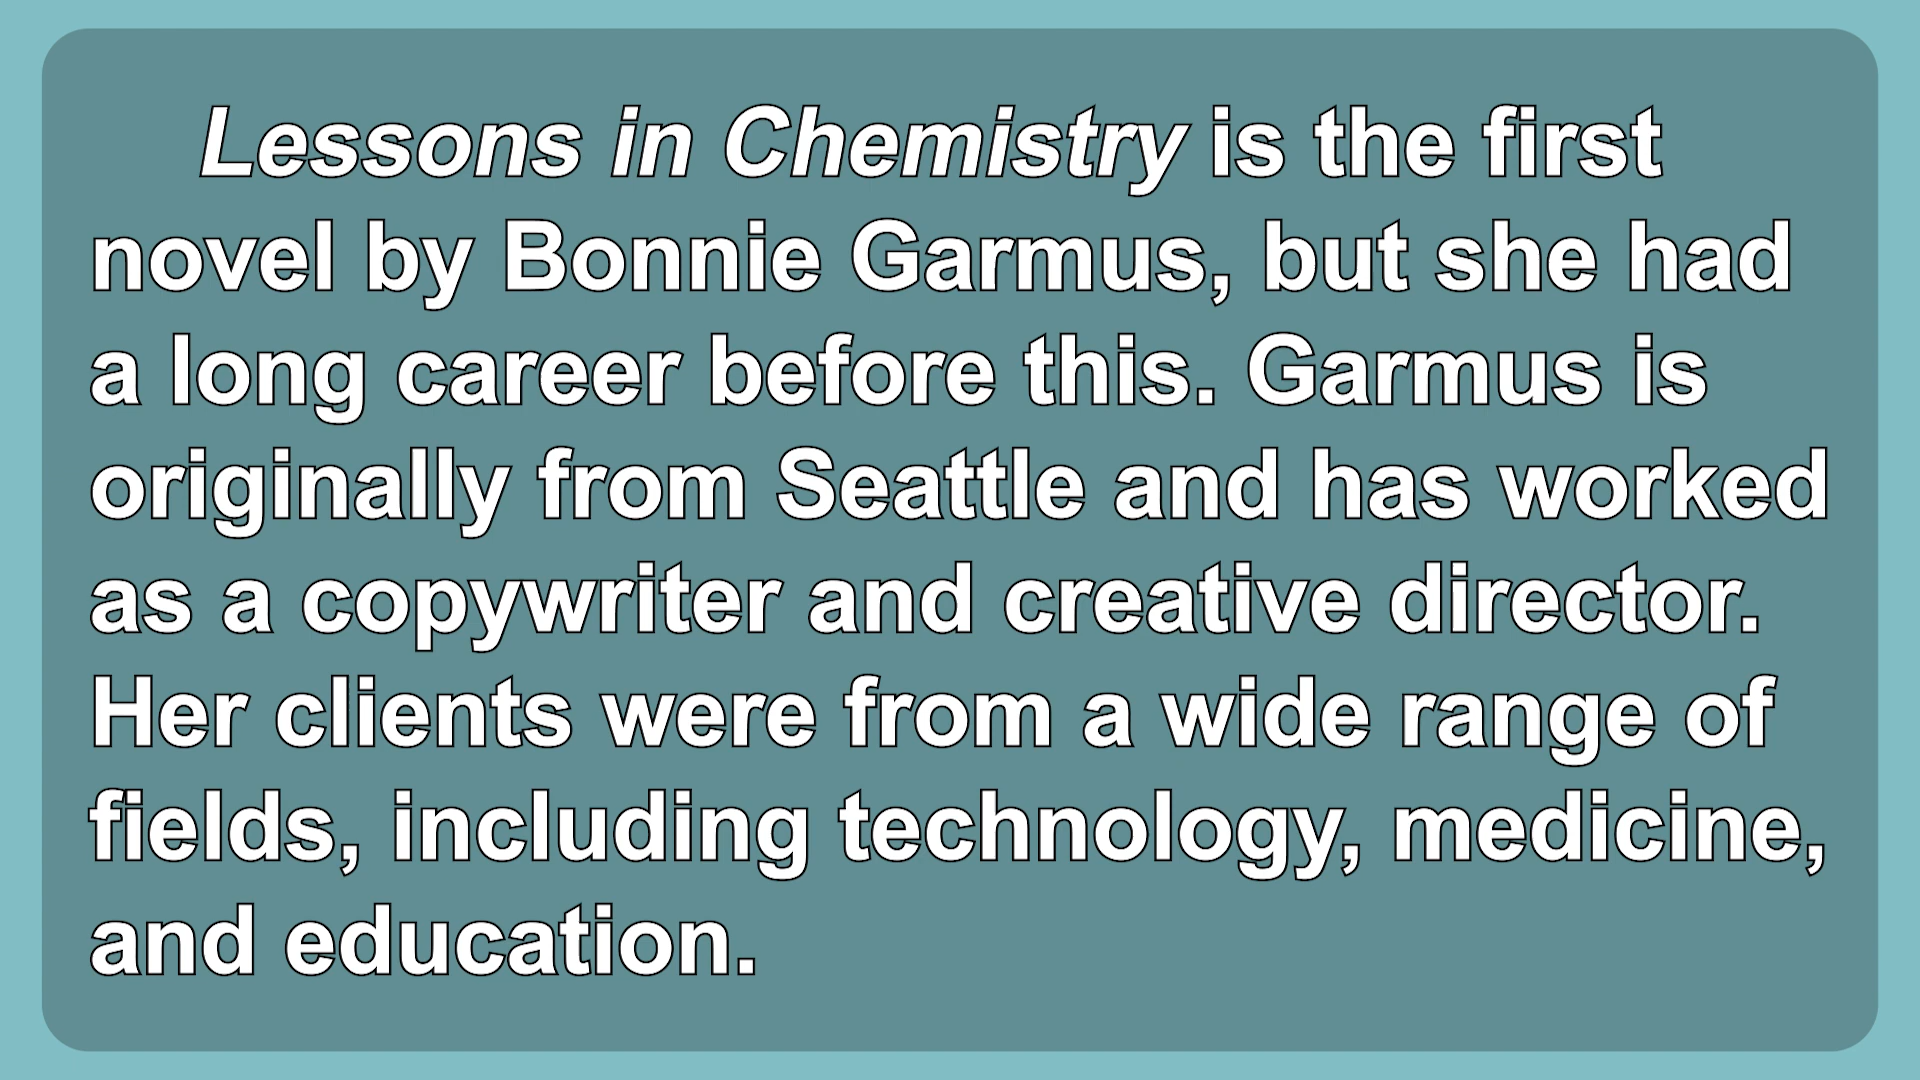 Lessons in Chemistry is the first
novel by Bonnie Garmus, but she had
a long career before this. Garmus is
originally from Seattle and has worked
as a copywriter and creative director.
Her clients were from a wide range of
fields, including technology, medicine,
and education.